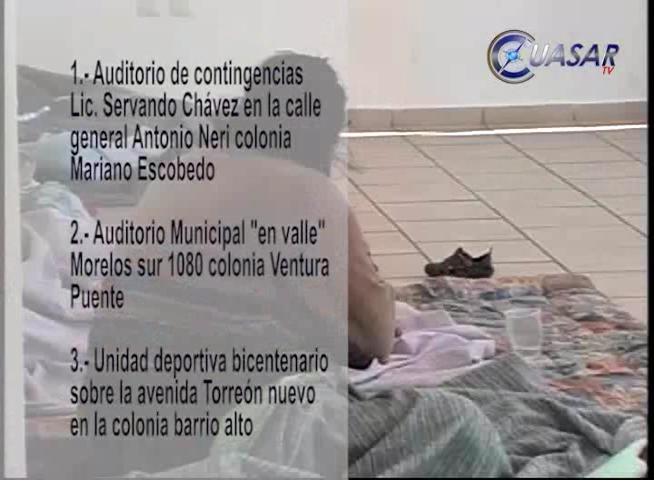 CUASAR
TV
1.- Auditorio de contingencias
Lic. Servando Chávez en la calle
general Antonio Neri colonia
Mariano Escobedo
2.- Auditorio Municipal "en valle"
Morelos sur 1080 colonia Ventura
Puente
3.- Unidad deportiva bicentenario
sobre la avenida Torreón nuevo
en la colonia barrio alto